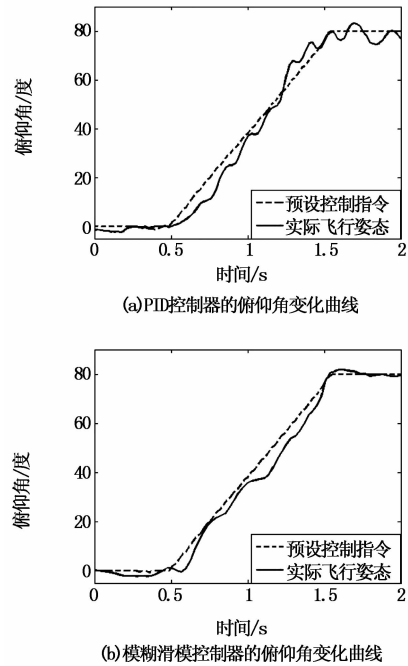 80
60
40
20
0
俯仰角/度
预设控制指令
实际飞行姿态
0 0.5 1 1.5 2
时间/s
(a)PID控制器的俯仰角变化曲线
80
60
40
20
0
俯仰角/度
预设控制指令
实际飞行姿态
0 0.5 1 1.5 2
时间/s
(b)模糊滑模控制器的俯仰角变化曲线